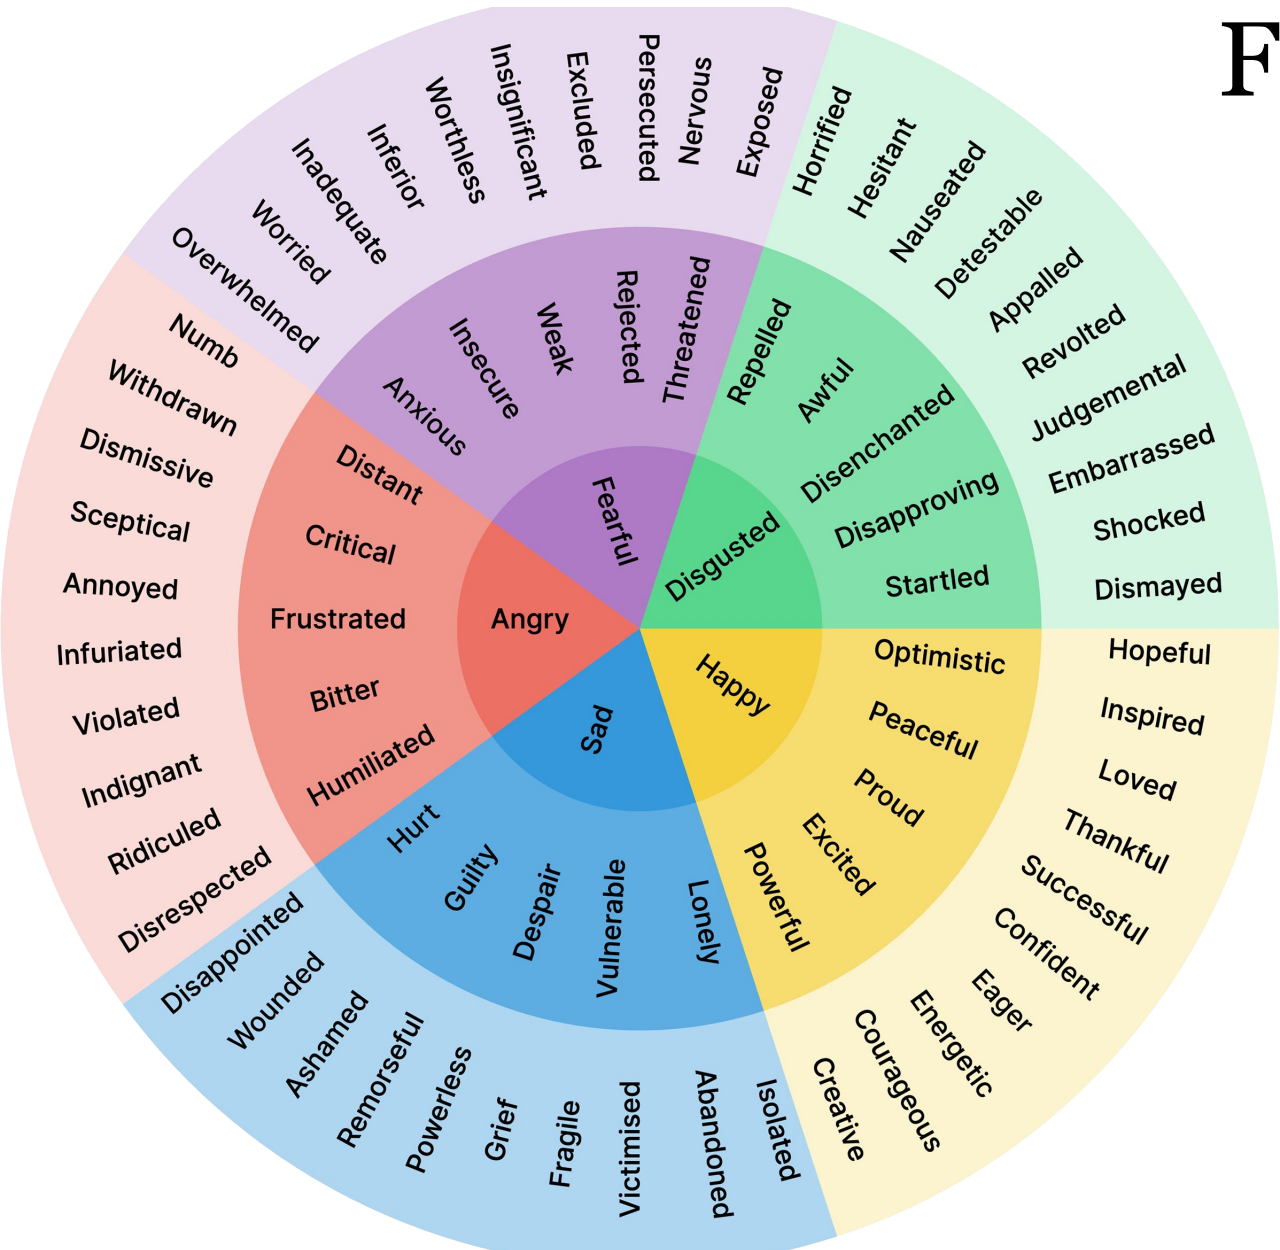 F
Fearful
Disgusted
Happy
Sad
Angry
Anxious
Insecure
Weak
Rejected
Threatened
Repelled
Awful
Disenchanted
Disapproving
Startled
Optimistic
Peaceful
Proud
Excited
Powerful
Lonely
Vulnerable
Despair
Guilty
Hurt
Humiliated
Bitter
Frustrated
Critical
Distant
Overwhelmed
Worried
Inadequate
Inferior
Worthless
Insignificant
Excluded
Persecuted
Nervous
Exposed
Horrified
Hesitant
Nauseated
Detestable
Appalled
Revolted
Judgemental
Embarrassed
Shocked
Dismayed
Hopeful
Inspired
Loved
Thankful
Successful
Confident
Eager
Energetic
Courageous
Creative
Isolated
Abandoned
Victimised
Fragile
Grief
Powerless
Remorseful
Ashamed
Wounded
Disappointed
Disrespected
Ridiculed
Indignant
Violated
Infuriated
Annoyed
Sceptical
Dismissive
Withdrawn
Numb